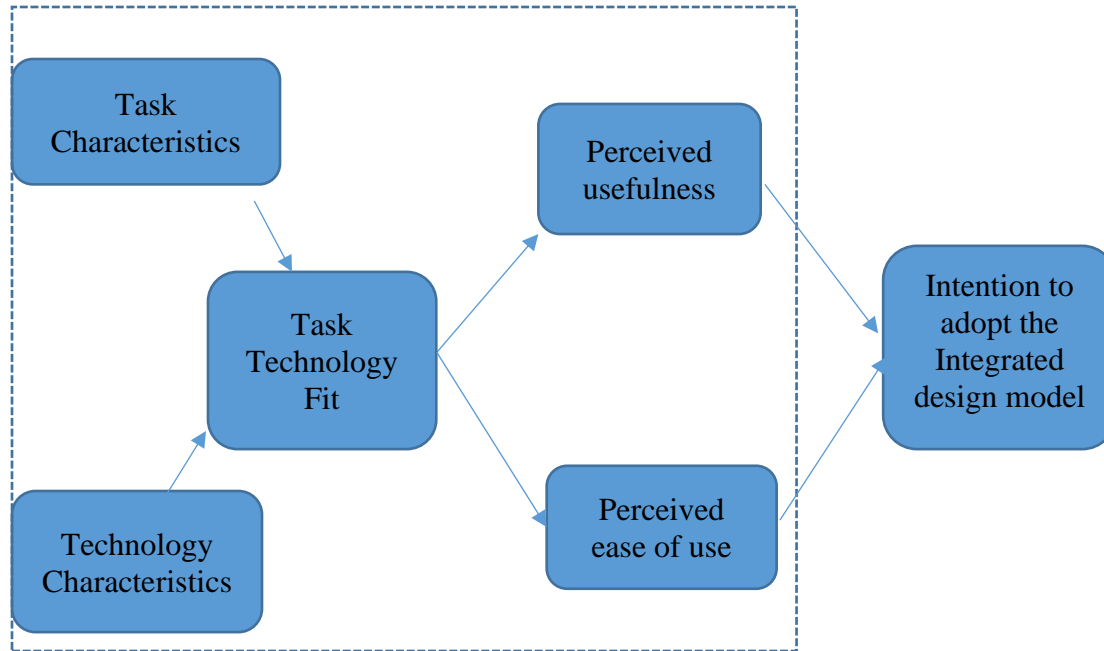 Task
Characteristics
Perceived
usefulness
Task
Technology
Fit
Intention to
adopt the
Integrated
design model
Technology
Characteristics
Perceived
ease of use